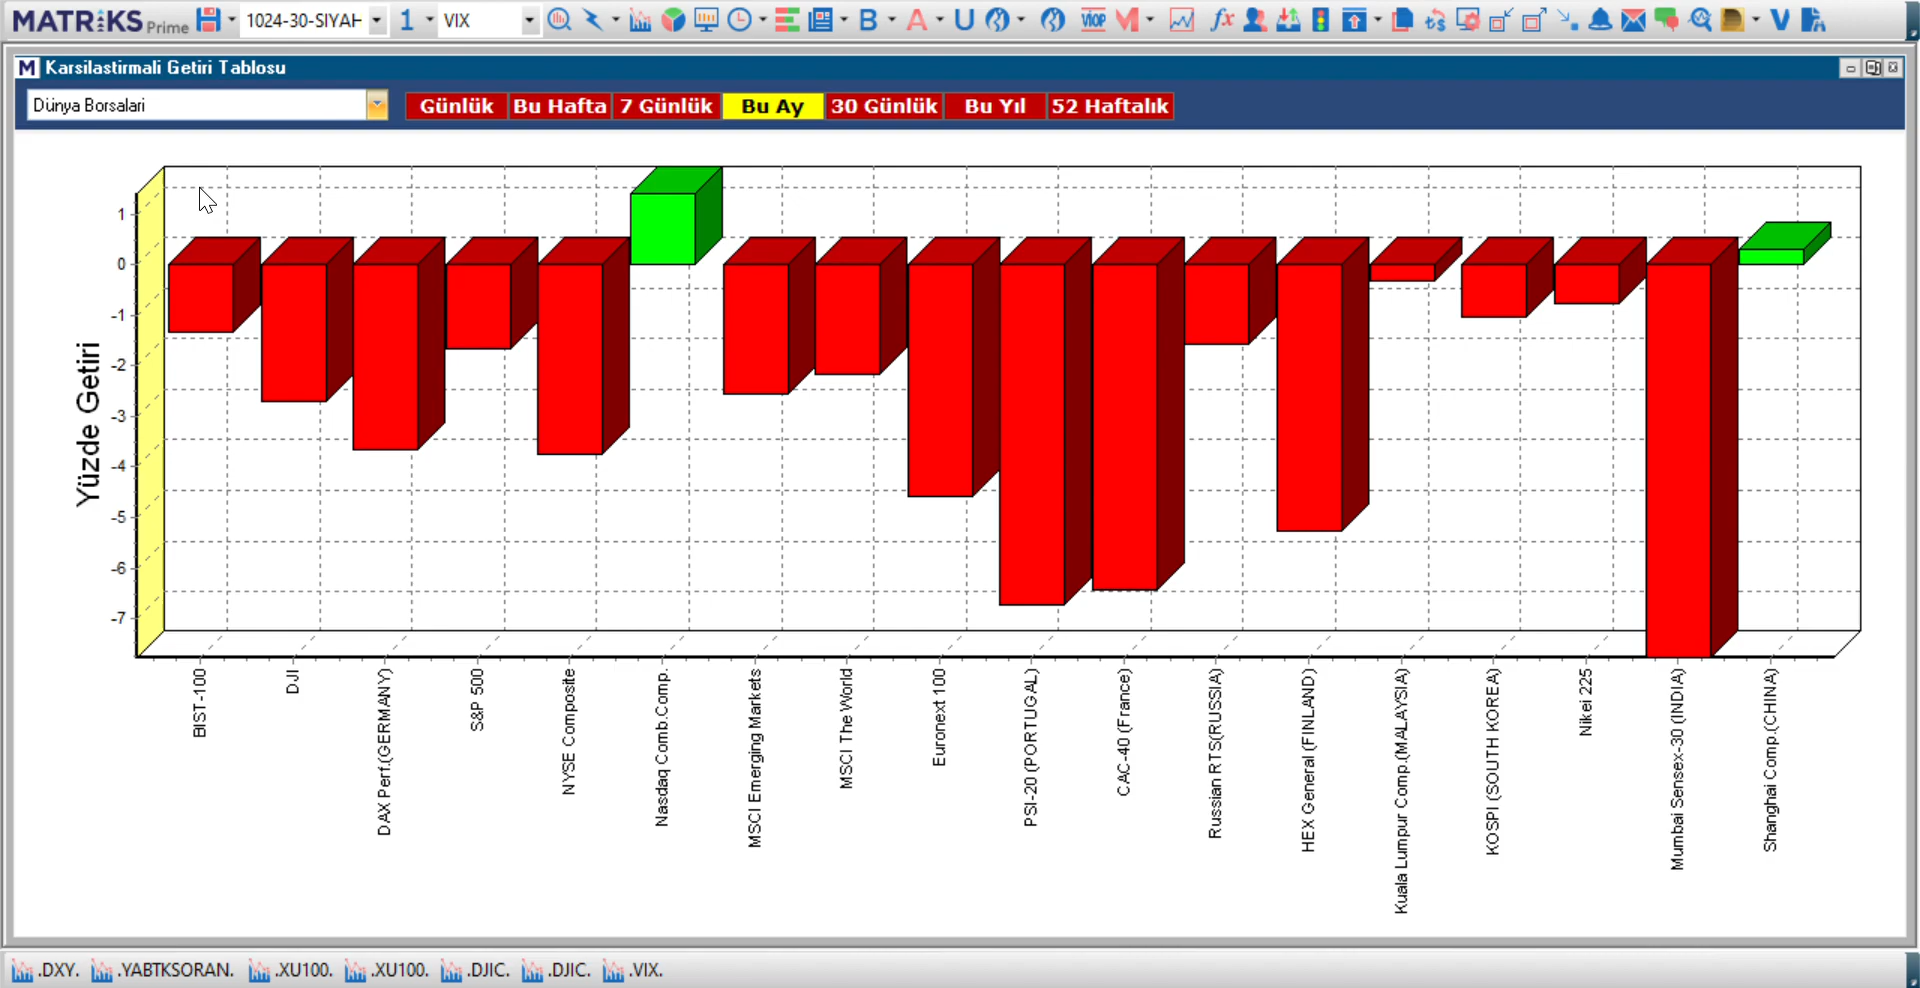 MATRİKS Prime 1024-30-SIYAH 1 VIX B A U VIOP M fx V
Karsilastirmali Getiri Tablosu
Dünya Borsalari Günlük Bu Hafta 7 Günlük Bu Ay 30 Günlük Bu Yıl 52 Haftalık
Yüzde Getiri
1
0
-1
-2
-3
-4
-5
-6
-7
BIST-100
DJI
DAX Perf.(GERMANY)
S&P 500
NYSE Composite
Nasdaq Comb.Comp.
MSCI Emerging Markets
MSCI The World
Euronext 100
PSI-20 (PORTUGAL)
CAC-40 (France)
Russian RTS(RUSSIA)
HEX General (FINLAND)
Kuala Lumpur Comp.(MALAYSIA)
KOSPI (SOUTH KOREA)
Nikei 225
Mumbai Sensex-30 (INDIA)
Shanghai Comp.(CHINA)
.DXY. .YABTKSORAN. .XU100. .XU100. .DJIC. .DJIC. .VIX.